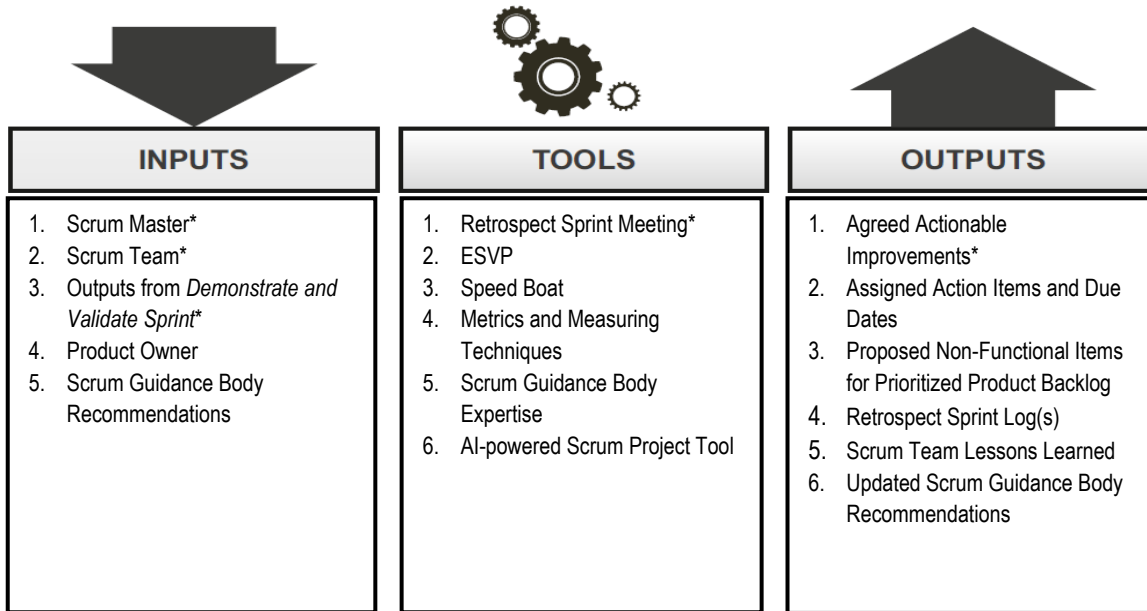 INPUTS
1. Scrum Master*
2. Scrum Team*
3. Outputs from Demonstrate and
Validate Sprint*
4. Product Owner
5. Scrum Guidance Body
Recommendations
TOOLS
1. Retrospect Sprint Meeting*
2. ESVP
3. Speed Boat
4. Metrics and Measuring
Techniques
5. Scrum Guidance Body
Expertise
6. AI-powered Scrum Project Tool
OUTPUTS
1. Agreed Actionable
Improvements*
2. Assigned Action Items and Due
Dates
3. Proposed Non-Functional Items
for Prioritized Product Backlog
4. Retrospect Sprint Log(s)
5. Scrum Team Lessons Learned
6. Updated Scrum Guidance Body
Recommendations